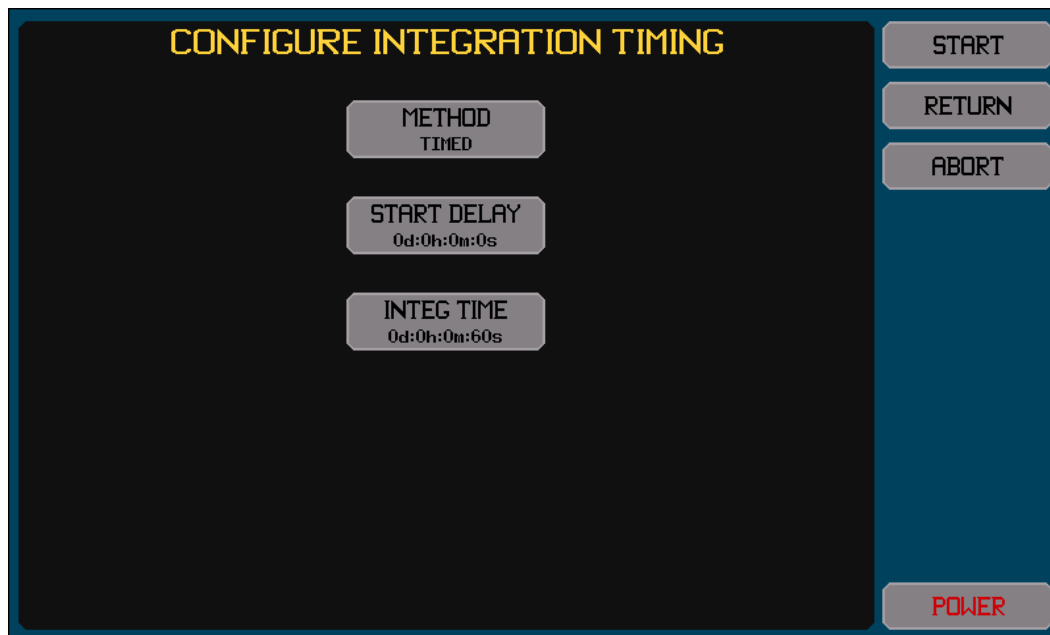 CONFIGURE INTEGRATION TIMING
METHOD
TIMED
START DELAY
0d:0h:0m:0s
INTEG TIME
0d:0h:0m:60s
START
RETURN
ABORT
POWER